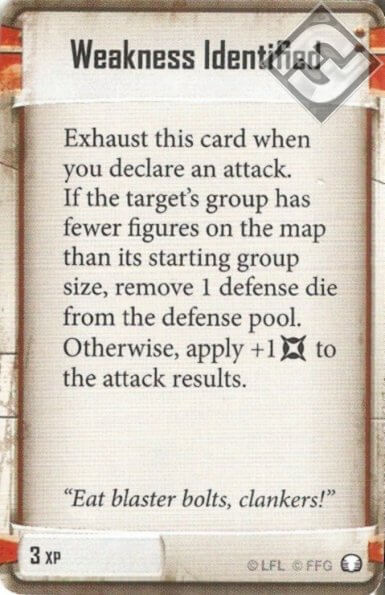 Weakness Identified
Exhaust this card when
you declare an attack.
If the target's group has
fewer figures on the map
than its starting group
size, remove 1 defense die
from the defense pool.
Otherwise, apply +1 to
the attack results.
“Eat blaster bolts, clankers!”
3 XP
© LFL © FFG